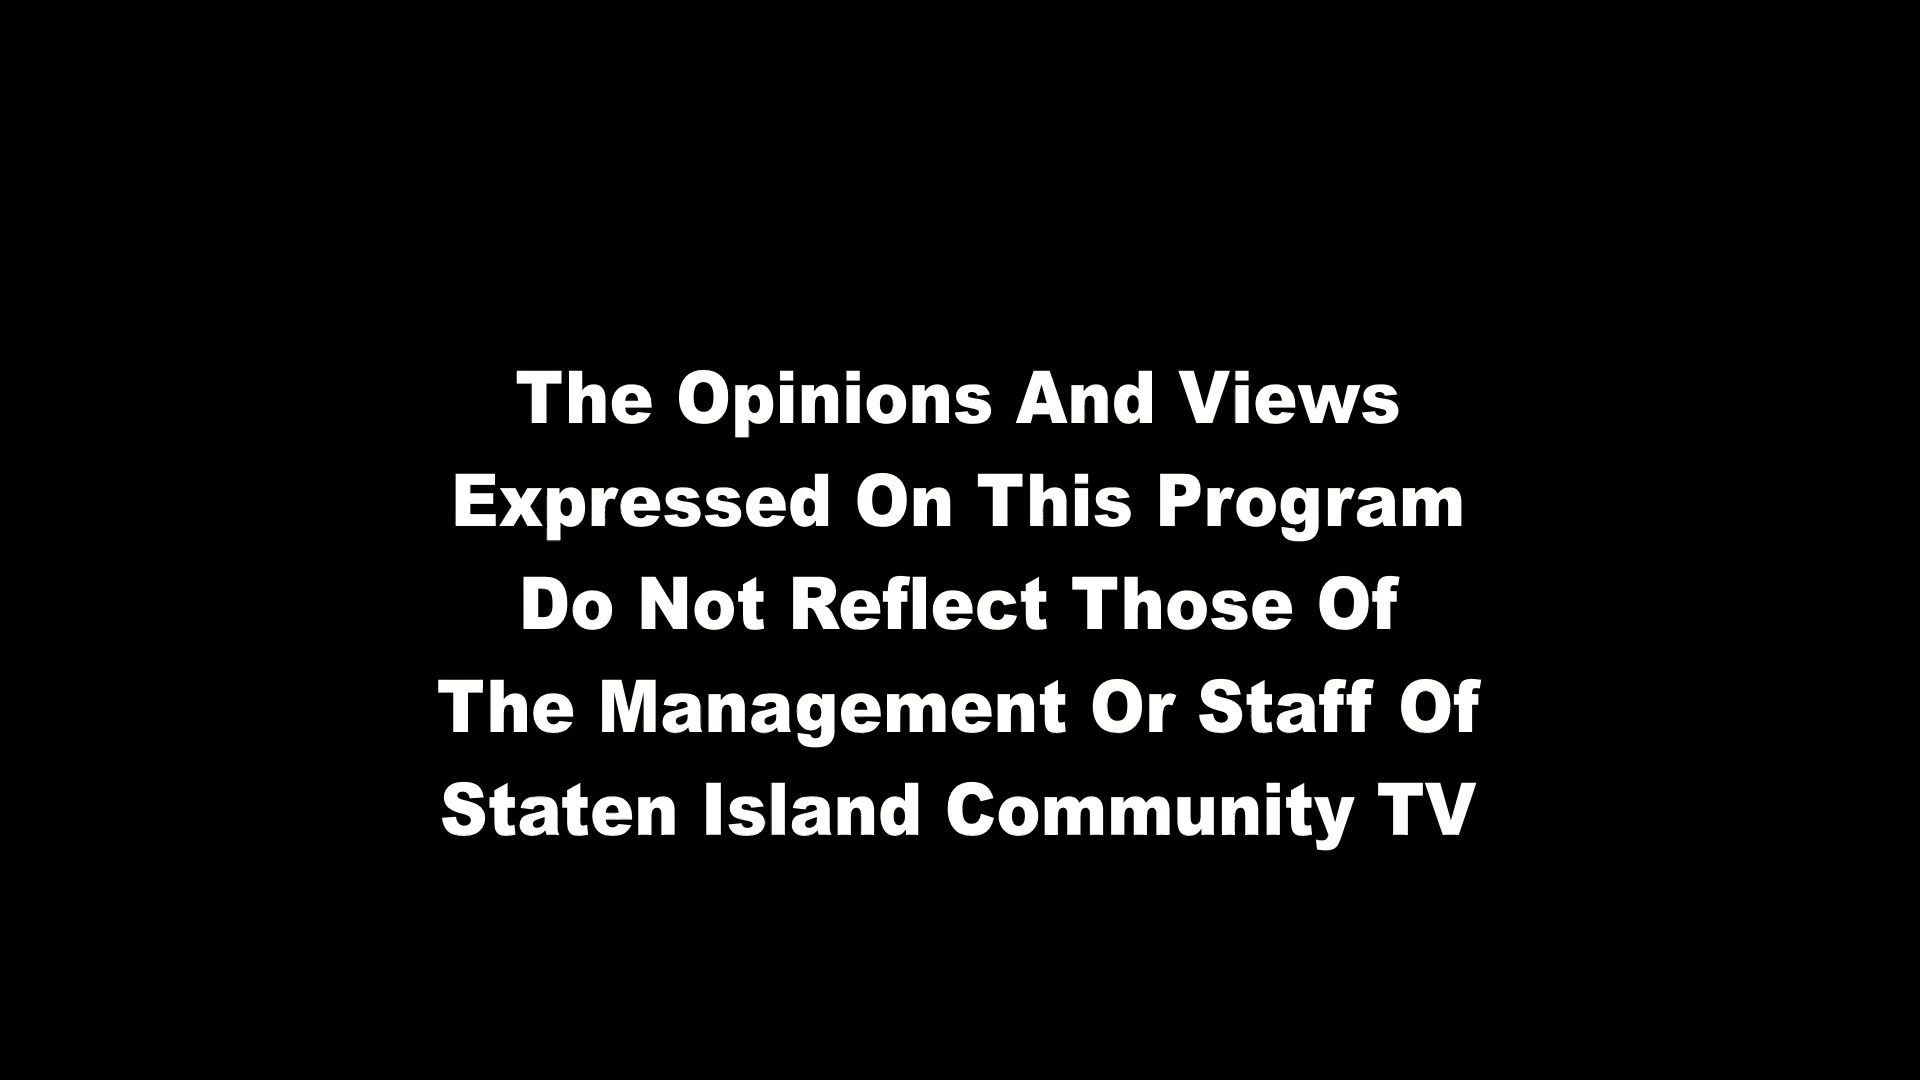 The Opinions And Views
Expressed On This Program
Do Not Reflect Those Of
The Management Or Staff Of
Staten Island Community TV